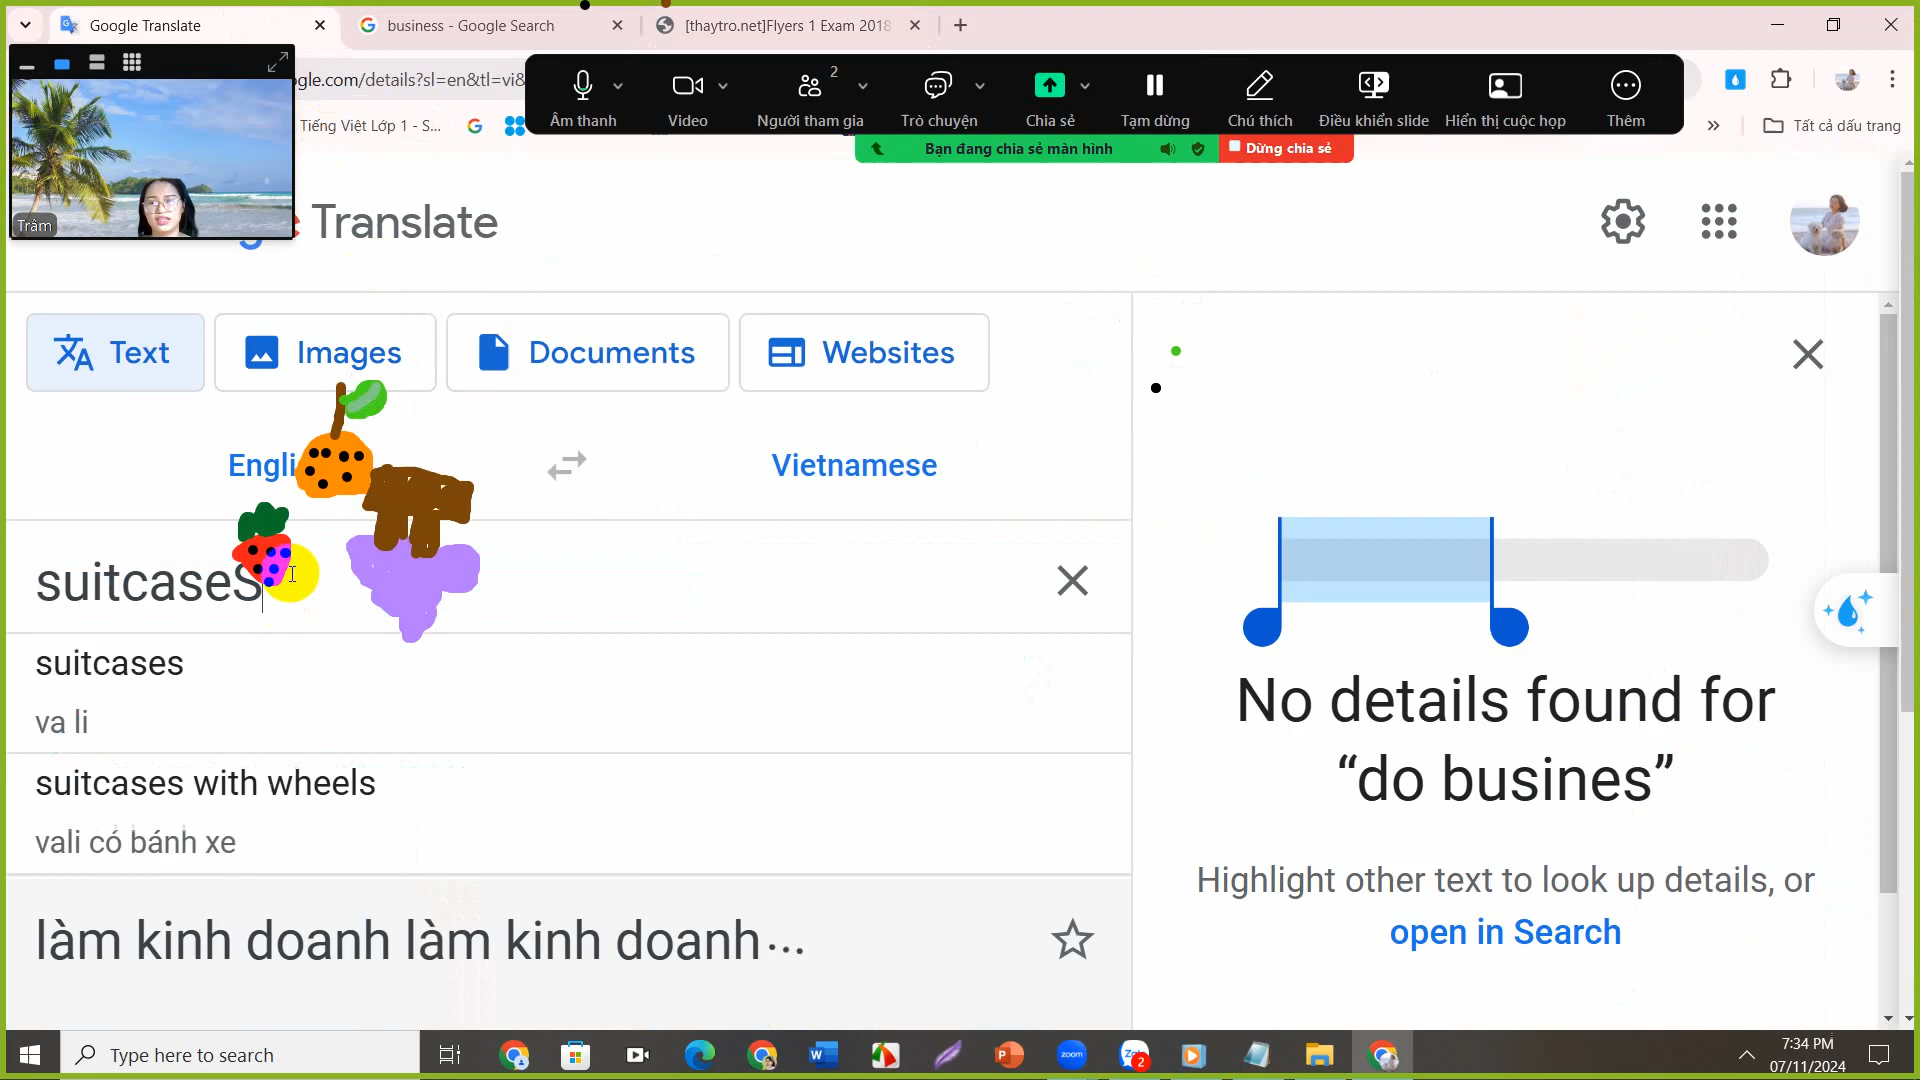 Google Translate
business - Google Search
[thaytro.net]Flyers 1 Exam 2018
gle.com/details?sl=en&tl=vi&
Tiếng Việt Lớp 1 - S...
Tất cả dấu trang
Âm thanh
Video
2
Người tham gia
Trò chuyện
Chia sẻ
Tạm dừng
Chú thích
Điều khiển slide
Hiển thị cuộc họp
Thêm
Bạn đang chia sẻ màn hình
Dừng chia sẻ
Trâm
Translate
Text
Images
Documents
Websites
Engli
Vietnamese
suitcaseS
suitcases
va li
suitcases with wheels
vali có bánh xe
làm kinh doanh làm kinh doanh...
No details found for
“do busines”
Highlight other text to look up details, or
open in Search
Type here to search
zoom
2
7:34 PM
07/11/2024